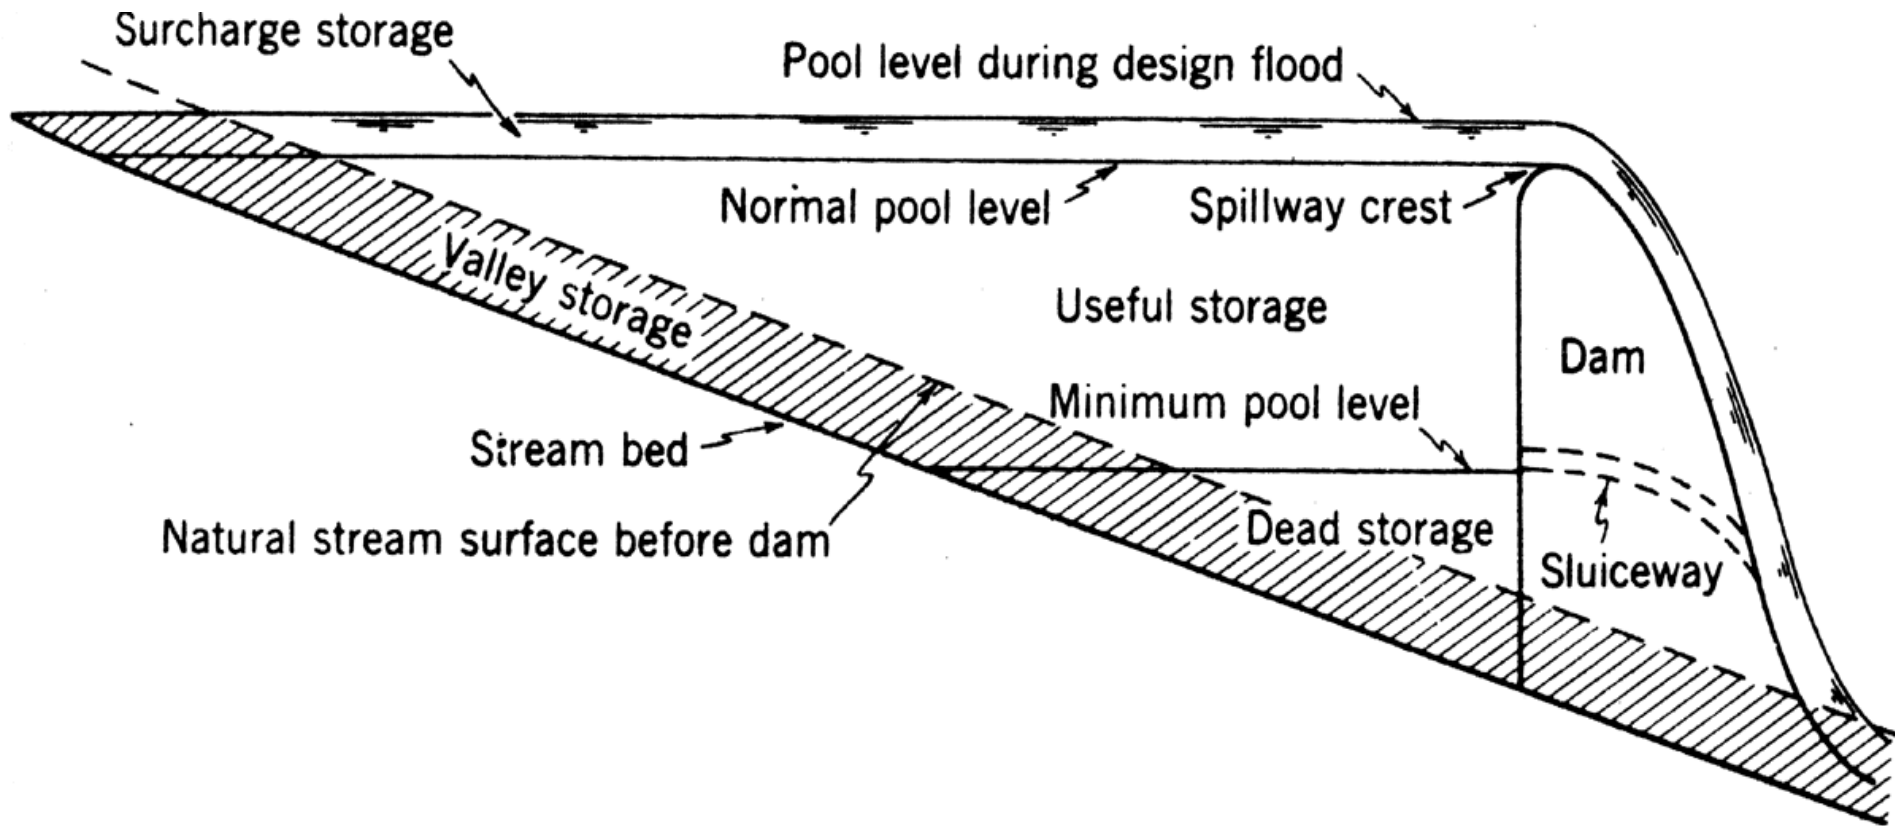 Surcharge storage
Pool level during design flood
Normal pool level
Spillway crest
Valley storage
Useful storage
Dam
Minimum pool level
Stream bed
Dead storage
Natural stream surface before dam
Sluiceway